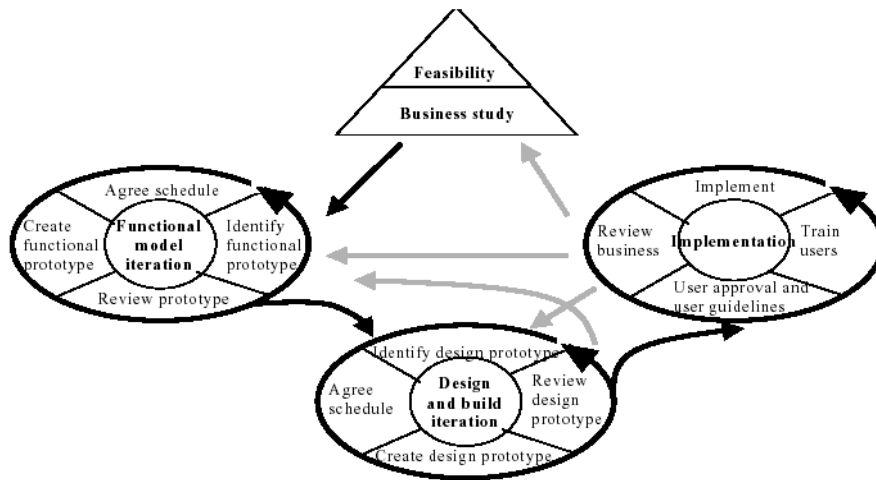 Feasibility
Business study
Agree schedule
Create
functional
prototype
Functional
model
iteration
Identify
functional
prototype
Review prototype
Implement
Review
business
Implementation
Train
users
User approval and
user guidelines
Identify design prototype
Agree
schedule
Design
and build
iteration
Review
design
prototype
Create design prototype